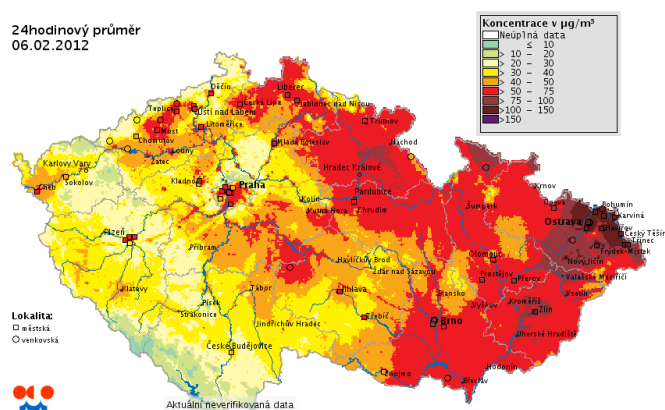 24hodinový průměr
06.02.2012
Koncentrace v µg/m³
Neúplná data
≤ 10
> 10 – 20
> 20 – 30
> 30 – 40
> 40 – 50
> 50 – 75
> 75 – 100
>100 – 150
>150
Děčín
Liberec
Teplice
Česká Lípa
Jablonec nad Nisou
Ústí nad Labem
Most
Litoměřice
Trutnov
Chomutov
Mladá Boleslav
Náchod
Louny
Karlovy Vary
Žatec
Hradec Králové
Cheb
Sokolov
Kladno
Praha
Krnov
Pardubice
Kolín
Opava
Bohumín
Kutná Hora
Chrudim
Šumperk
Karviná
Ostrava
Havířov
Plzeň
Český Těšín
Třinec
Příbram
Frýdek-Místek
Havlíčkův Brod
Olomouc
Nový Jičín
Žďár nad Sázavou
Valašské Meziříčí
Prostějov
Přerov
Klatovy
Tábor
Jihlava
Vsetín
Písek
Kroměříž
Lokalita:
Vyškov
Zlín
městská
Strakonice
Třebíč
Brno
venkovská
Jindřichův Hradec
Uherské Hradiště
České Budějovice
Hodonín
Znojmo
Břeclav
Aktuální neverifikovaná data